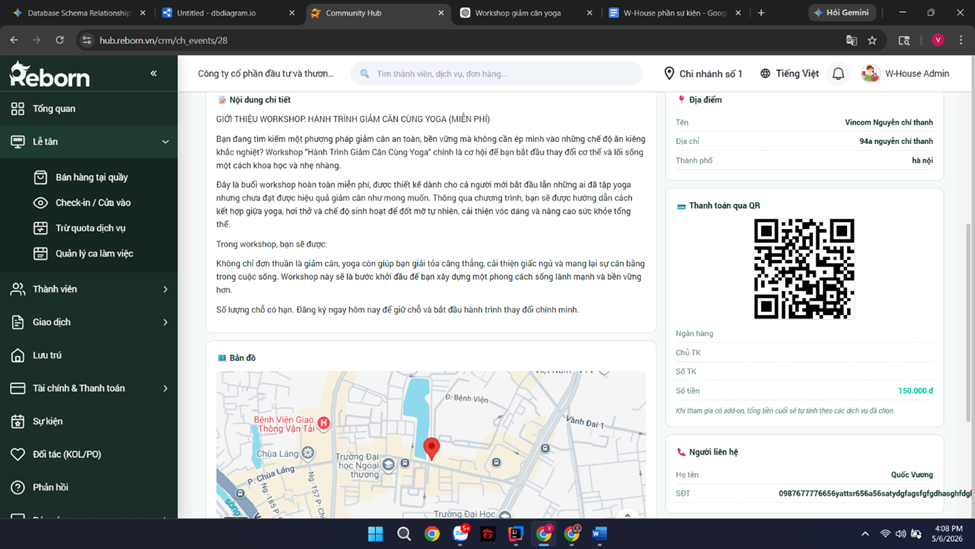 Database Schema Relationship
Untitled - dbdiagram.io
Community Hub
Workshop giảm cân yoga
W-House phần sự kiện - Goog
Hỏi Gemini
hub.reborn.vn/crm/ch_events/28
V
Reborn
Công ty cổ phần đầu tư và thươn...
Tìm thành viên, dịch vụ, đơn hàng...
Chi nhánh số 1
Tiếng Việt
W-House Admin
Tổng quan
Lễ tân
Bán hàng tại quầy
Check-in / Cửa vào
Trừ quota dịch vụ
Quản lý ca làm việc
Thành viên
Giao dịch
Lưu trú
Tài chính & Thanh toán
Sự kiện
Đối tác (KOL/PO)
Phản hồi
Nội dung chi tiết
GIỚI THIỆU WORKSHOP: HÀNH TRÌNH GIẢM CÂN CÙNG YOGA (MIỄN PHÍ)
Bạn đang tìm kiếm một phương pháp giảm cân an toàn, bền vững mà không cần ép mình vào những chế độ ăn kiêng
khắc nghiệt? Workshop "Hành Trình Giảm Cân Cùng Yoga" chính là cơ hội để bạn bắt đầu thay đổi cơ thể và lối sống
một cách khoa học và nhẹ nhàng.
Đây là buổi workshop hoàn toàn miễn phí, được thiết kế dành cho cả người mới bắt đầu lẫn những ai đã tập yoga
nhưng chưa đạt được hiệu quả giảm cân như mong muốn. Thông qua chương trình, bạn sẽ được hướng dẫn cách
kết hợp giữa yoga, hơi thở và chế độ sinh hoạt để đốt mỡ tự nhiên, cải thiện vóc dáng và nâng cao sức khỏe tổng
thể.
Trong workshop, bạn sẽ được:
Không chỉ đơn thuần là giảm cân, yoga còn giúp bạn giải tỏa căng thẳng, cải thiện giấc ngủ và mang lại sự cân bằng
trong cuộc sống. Workshop này sẽ là bước khởi đầu để bạn xây dựng một phong cách sống lành mạnh và bền vững
hơn.
Số lượng chỗ có hạn. Đăng ký ngay hôm nay để giữ chỗ và bắt đầu hành trình thay đổi chính mình.
Bản đồ
Đ. Bệnh Viện
Bệnh Viện Giao
Thông Vận Tải
Vành Đai 1
Chùa Láng
P. Chùa Láng
Trường Đại
học Ngoại
thương
Ng. 185 P.
Ng. 157 P. C
sông
Trường Đại Học
Địa điểm
Tên
Vincom Nguyễn chí thanh
Địa chỉ
94a nguyễn chí thanh
Thành phố
hà nội
Thanh toán qua QR
Ngân hàng
Chủ TK
Số TK
Số tiền
150.000 đ
Khi tham gia có add-on, tổng tiền cuối sẽ tự tính theo các dịch vụ đã chọn.
Người liên hệ
Họ tên
Quốc Vương
SĐT
0987677776656yattsr656a56satydgfagsfgfgdhasghfdgl
5+
4:08 PM
5/6/2026